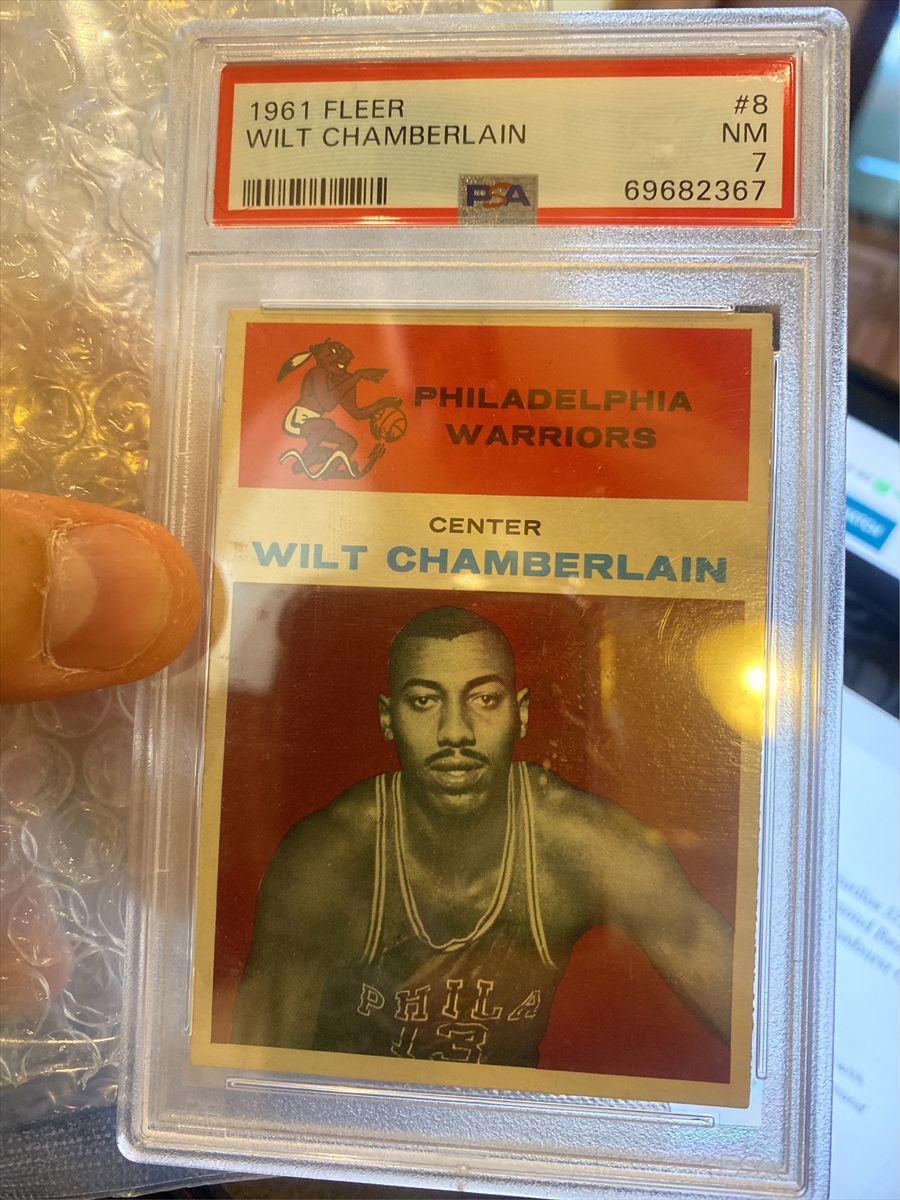 1961 FLEER #8
WILT CHAMBERLAIN NM
7
PSA 69682367
PHILADELPHIA
WARRIORS
CENTER
WILT CHAMBERLAIN
PHILA
13